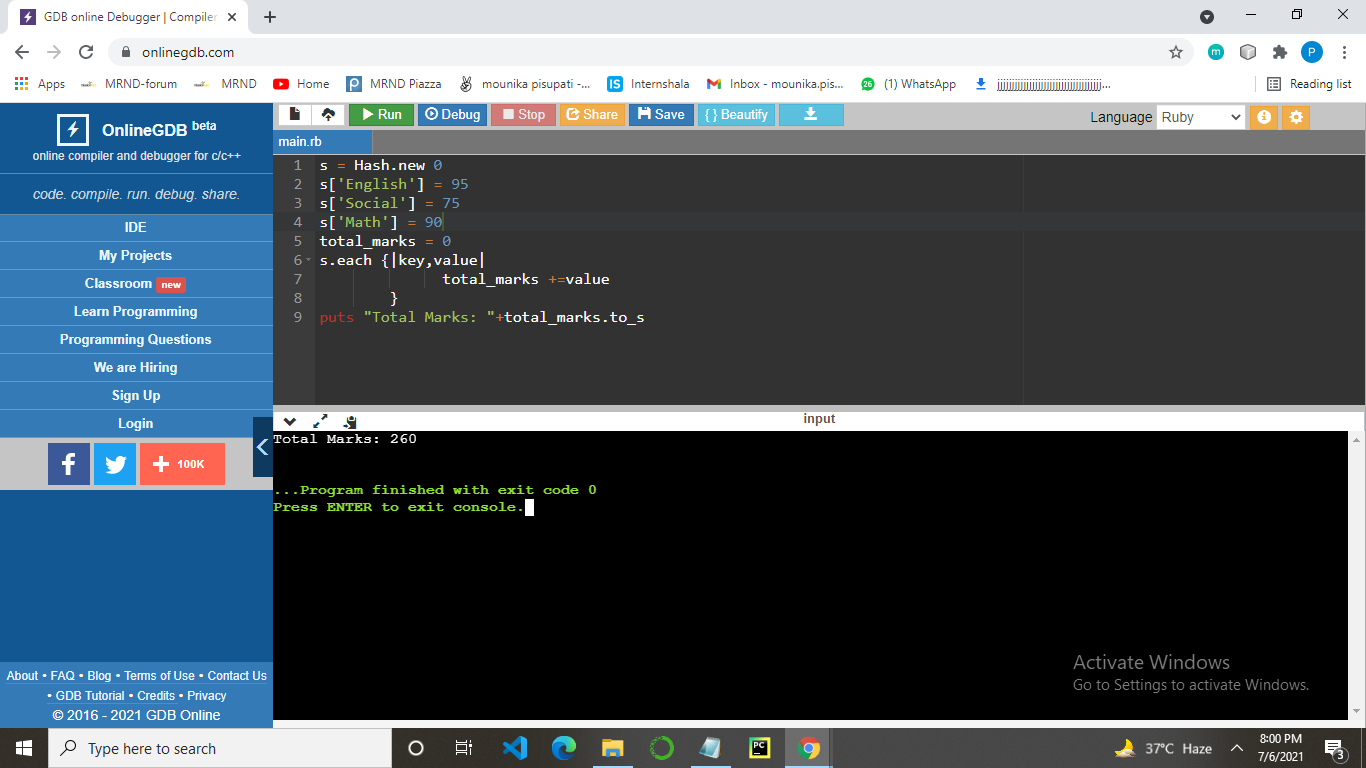 GDB online Debugger | Compiler
onlinegdb.com
P
Apps
MRND-forum
MRND
Home
MRND Piazza
mounika pisupati -...
Internshala
Inbox - mounika.pis...
(1) WhatsApp
Reading list
OnlineGDB beta
online compiler and debugger for c/c++
code. compile. run. debug. share.
IDE
My Projects
Classroom new
Learn Programming
Programming Questions
We are Hiring
Sign Up
Login
100K
About • FAQ • Blog • Terms of Use • Contact Us
• GDB Tutorial • Credits • Privacy
© 2016 - 2021 GDB Online
Run
Debug
Stop
Share
Save
{ } Beautify
Language Ruby
main.rb
1 s = Hash.new 0
2 s['English'] = 95
3 s['Social'] = 75
4 s['Math'] = 90
5 total_marks = 0
6 s.each {|key,value|
7 total_marks +=value
8 }
9 puts "Total Marks: "+total_marks.to_s
input
Total Marks: 260
...Program finished with exit code 0
Press ENTER to exit console.
Activate Windows
Go to Settings to activate Windows.
Type here to search
PC
37°C Haze
8:00 PM
7/6/2021
3